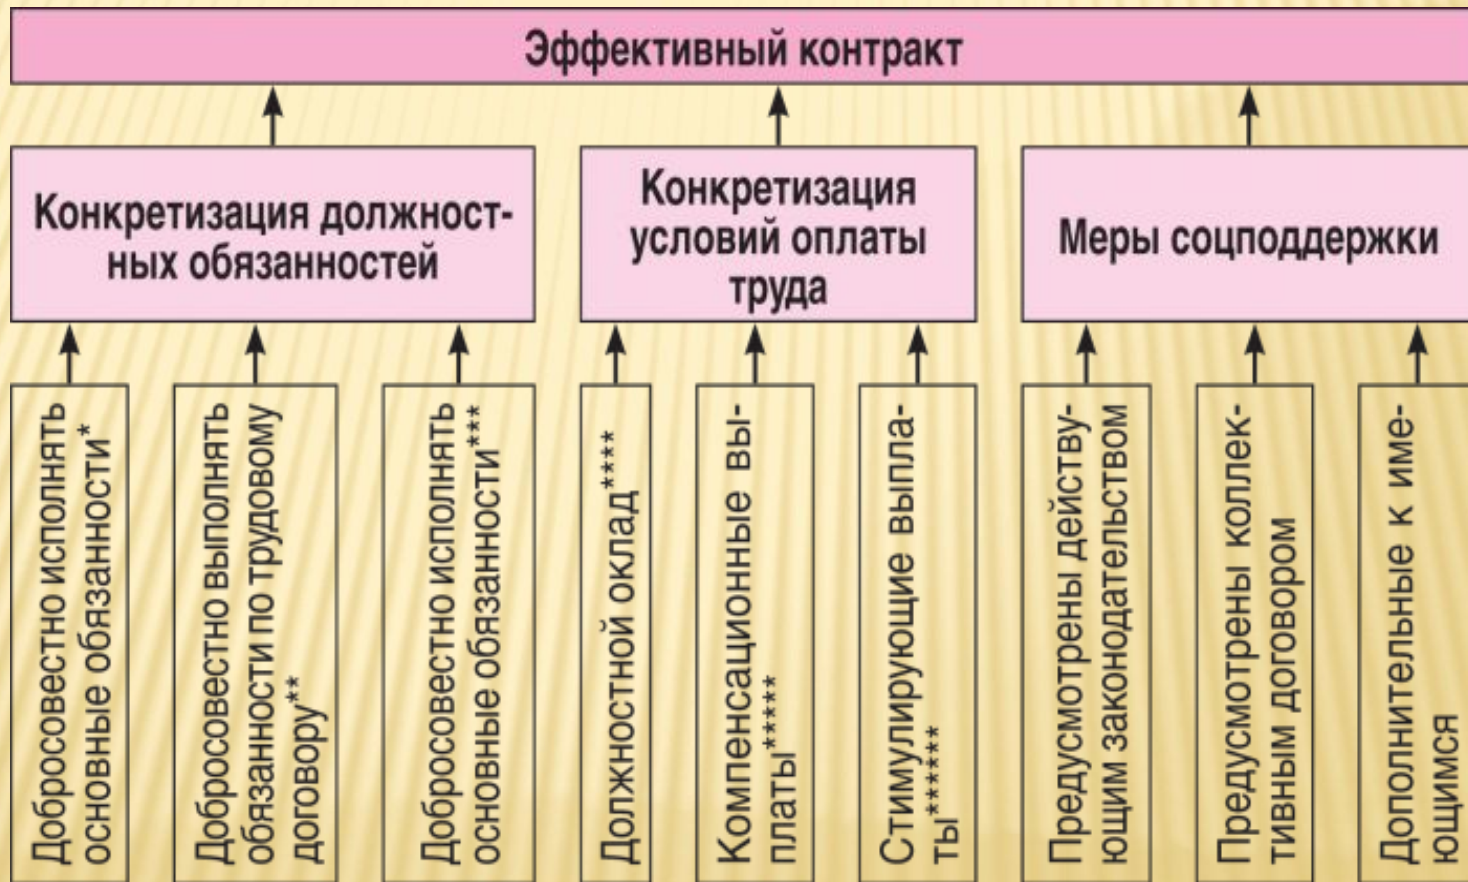 Эффективный контракт
Конкретизация должност-
ных обязанностей
Конкретизация
условий оплаты
труда
Меры соцподдержки
Добросовестно исполнять
основные обязанности*
Добросовестно выполнять
обязанности по трудовому
договору**
Добросовестно исполнять
основные обязанности***
Должностной оклад****
Компенсационные вы-
платы*****
Стимулирующие выпла-
ты*******
Предусмотрены действу-
ющим законодательством
Предусмотрены коллек-
тивным договором
Дополнительные к име-
ющимся